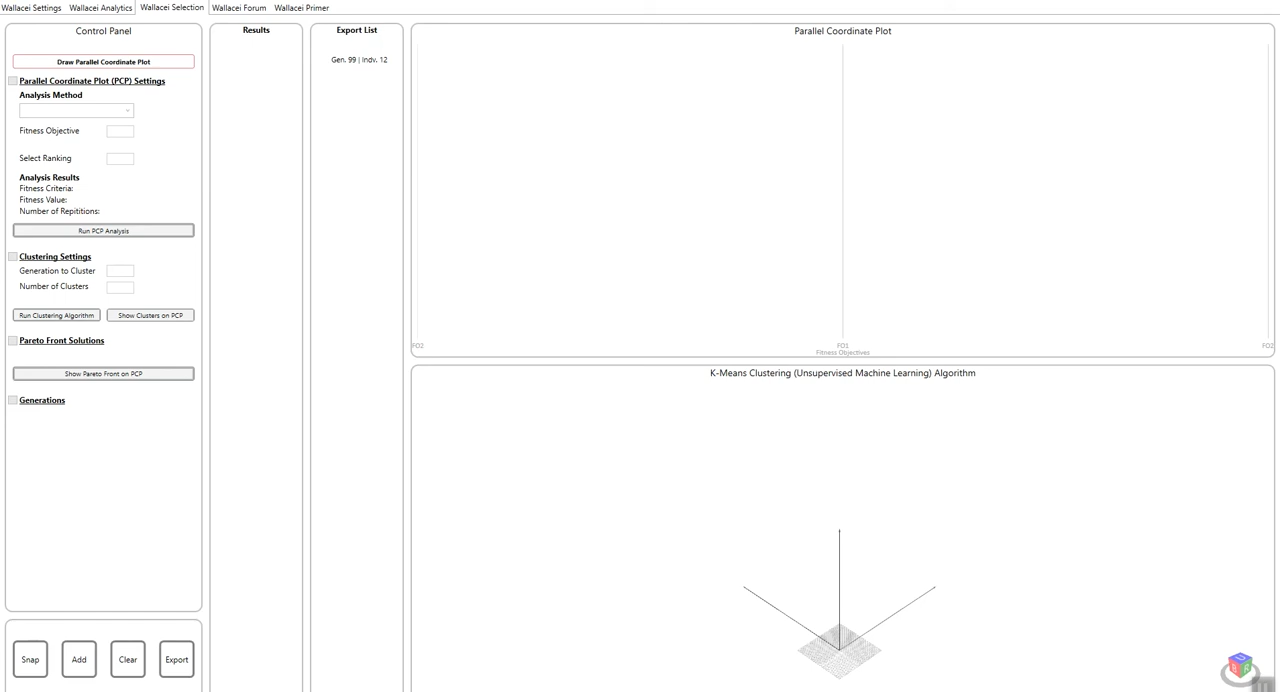 Wallacei Settings Wallacei Analytics Wallacei Selection Wallacei Forum Wallacei Primer
Control Panel
Draw Parallel Coordinate Plot
Parallel Coordinate Plot (PCP) Settings
Analysis Method
Fitness Objective
Select Ranking
Analysis Results
Fitness Criteria:
Fitness Value:
Number of Repititions:
Run PCP Analysis
Clustering Settings
Generation to Cluster
Number of Clusters
Run Clustering Algorithm Show Clusters on PCP
Pareto Front Solutions
Show Pareto Front on PCP
Generations
Snap Add Clear Export
Results
Export List
Gen. 99 | Indv. 12
Parallel Coordinate Plot
FO2 FO1 FO2
Fitness Objectives
K-Means Clustering (Unsupervised Machine Learning) Algorithm